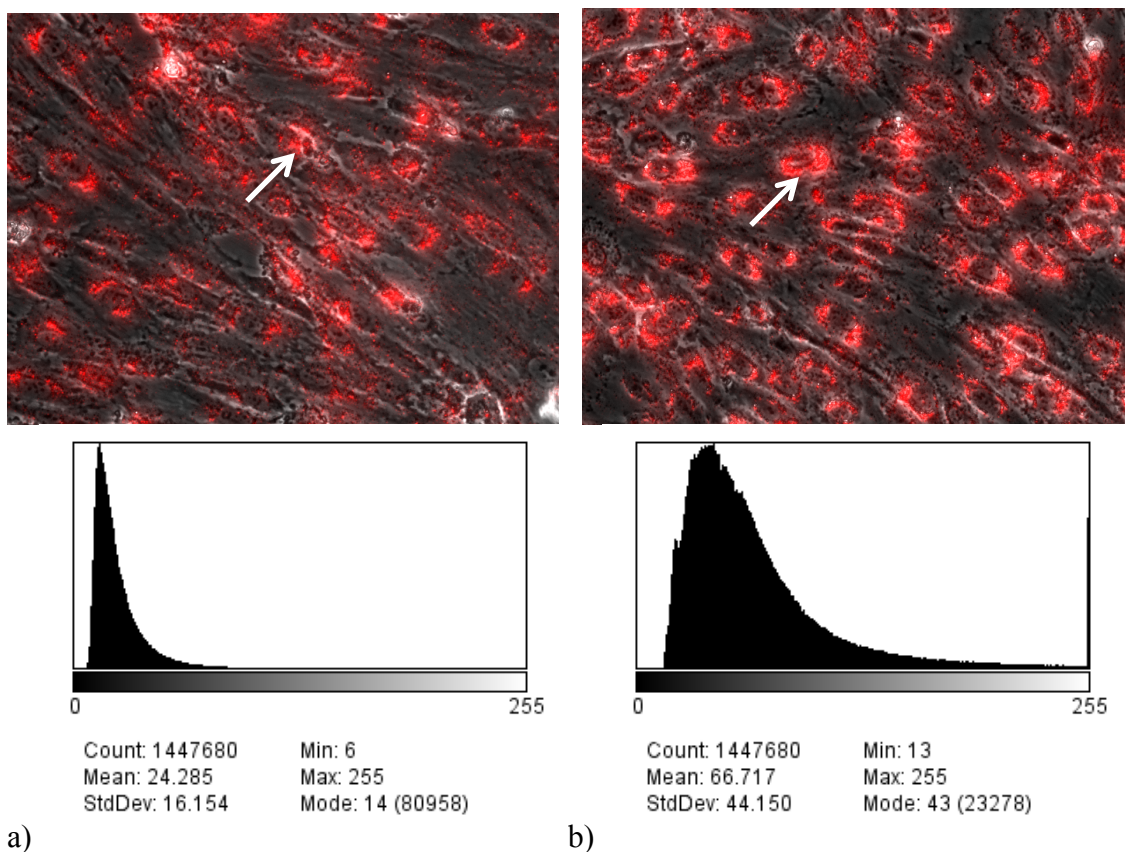 0 255
Count: 1447680 Min: 6
Mean: 24.285 Max: 255
StdDev: 16.154 Mode: 14 (80958)
a)
0 255
Count: 1447680 Min: 13
Mean: 66.717 Max: 255
StdDev: 44.150 Mode: 43 (23278)
b)